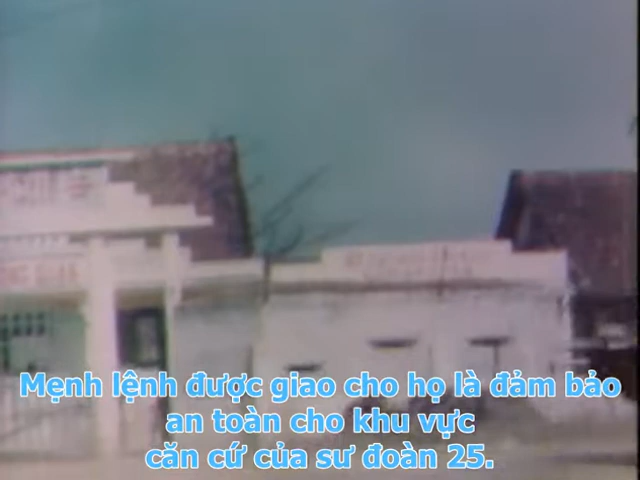 Mệnh lệnh được giao cho họ là đảm bảo
an toàn cho khu vực
căn cứ của sư đoàn 25.